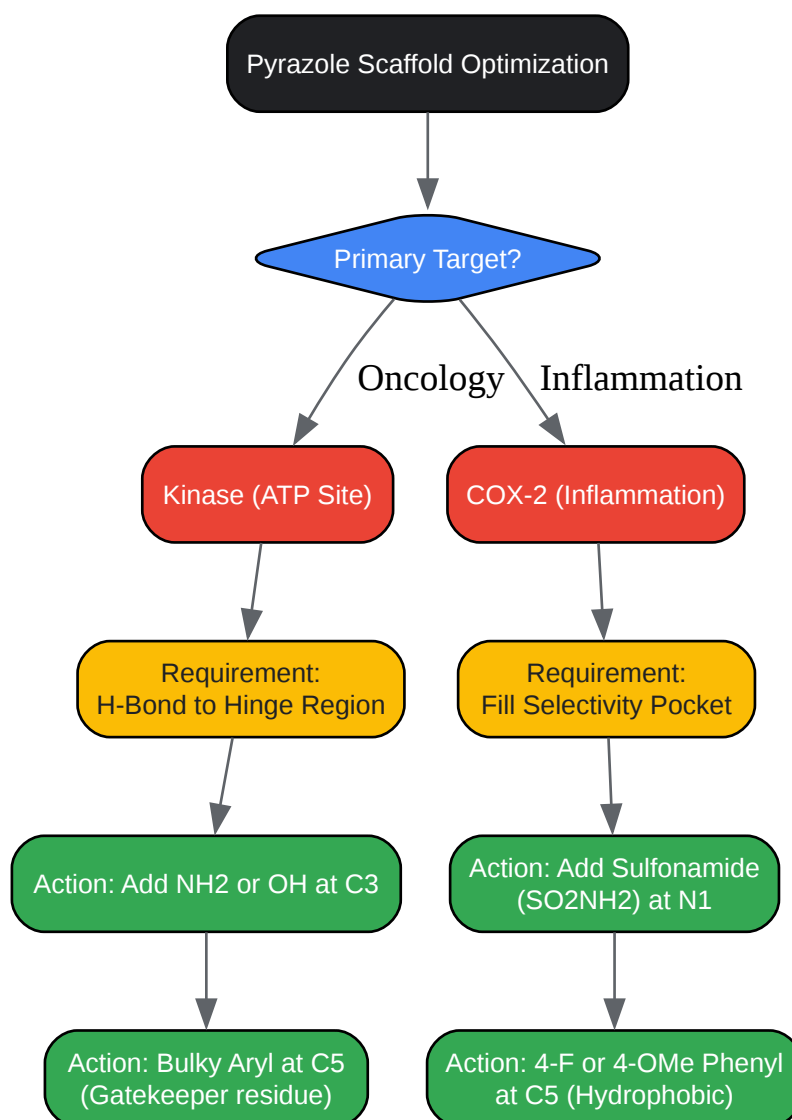 Pyrazole Scaffold Optimization
Primary Target?
Oncology
Inflammation
Kinase (ATP Site)
COX-2 (Inflammation)
Requirement:
H-Bond to Hinge Region
Requirement:
Fill Selectivity Pocket
Action: Add NH2 or OH at C3
Action: Add Sulfonamide
(SO2NH2) at N1
Action: Bulky Aryl at C5
(Gatekeeper residue)
Action: 4-F or 4-OMe Phenyl
at C5 (Hydrophobic)